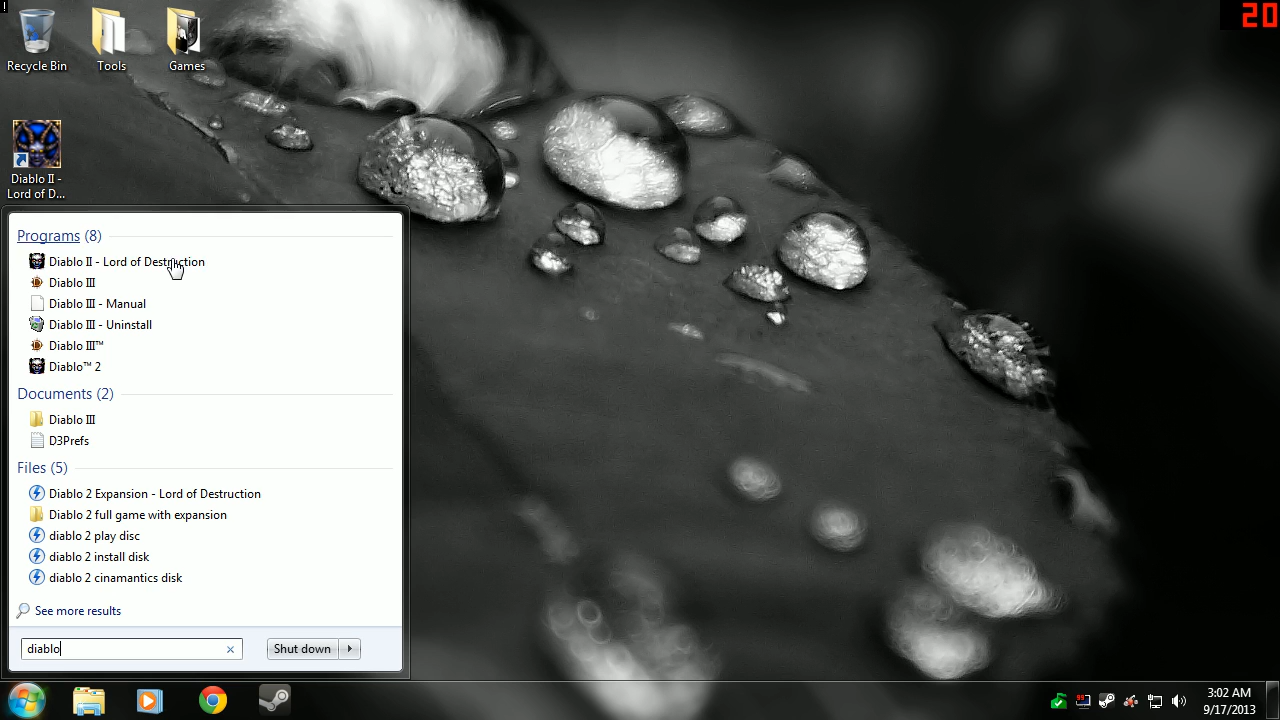 !
20
Recycle Bin
Tools
Games
Diablo II -
Lord of D...
Programs (8)
Diablo II - Lord of Destruction
Diablo III
Diablo III - Manual
Diablo III - Uninstall
Diablo III™
Diablo™ 2
Documents (2)
Diablo III
D3Prefs
Files (5)
Diablo 2 Expansion - Lord of Destruction
Diablo 2 full game with expansion
diablo 2 play disc
diablo 2 install disk
diablo 2 cinamantics disk
See more results
diablo
Shut down
3:02 AM
9/17/2013